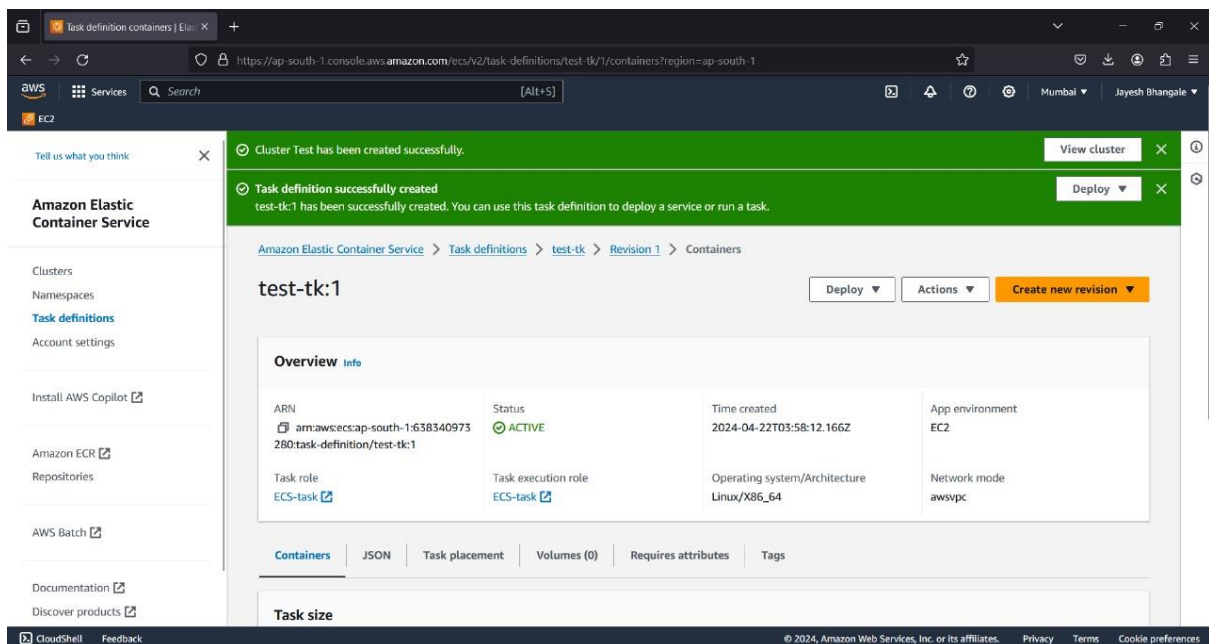 Task definition containers | Elas
https://ap-south-1.console.aws.amazon.com/ecs/v2/task-definitions/test-tk/1/containers?region=ap-south-1
aws Services Search [Alt+S] Mumbai Jayesh Bhangale
EC2
Tell us what you think
Amazon Elastic
Container Service
Clusters
Namespaces
Task definitions
Account settings
Install AWS Copilot
Amazon ECR
Repositories
AWS Batch
Documentation
Discover products
Cluster Test has been created successfully. View cluster
Task definition successfully created Deploy
test-tk:1 has been successfully created. You can use this task definition to deploy a service or run a task.
Amazon Elastic Container Service > Task definitions > test-tk > Revision 1 > Containers
test-tk:1 Deploy Actions Create new revision
Overview Info
ARN
arn:aws:ecs:ap-south-1:638340973
280:task-definition/test-tk:1
Status
ACTIVE
Time created
2024-04-22T03:58:12.166Z
App environment
EC2
Task role
ECS-task
Task execution role
ECS-task
Operating system/Architecture
Linux/X86_64
Network mode
awsvpc
Containers JSON Task placement Volumes (0) Requires attributes Tags
Task size
CloudShell Feedback © 2024, Amazon Web Services, Inc. or its affiliates. Privacy Terms Cookie preferences